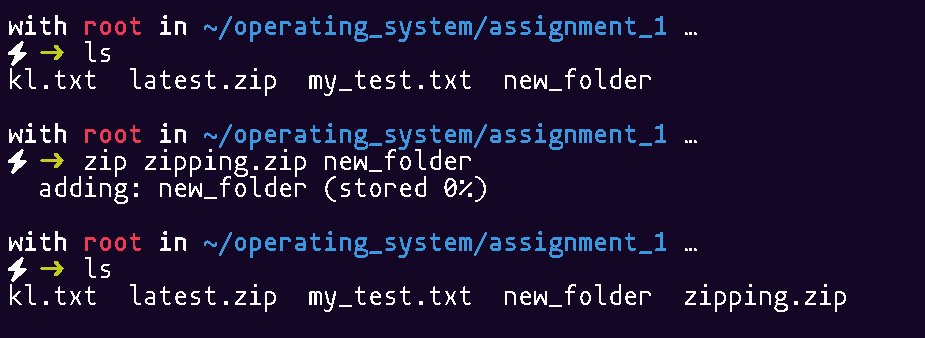 with root in ~/operating_system/assignment_1 …
⚡ ➜ ls
kl.txt  latest.zip  my_test.txt  new_folder
with root in ~/operating_system/assignment_1 …
⚡ ➜ zip zipping.zip new_folder
  adding: new_folder (stored 0%)
with root in ~/operating_system/assignment_1 …
⚡ ➜ ls
kl.txt  latest.zip  my_test.txt  new_folder  zipping.zip